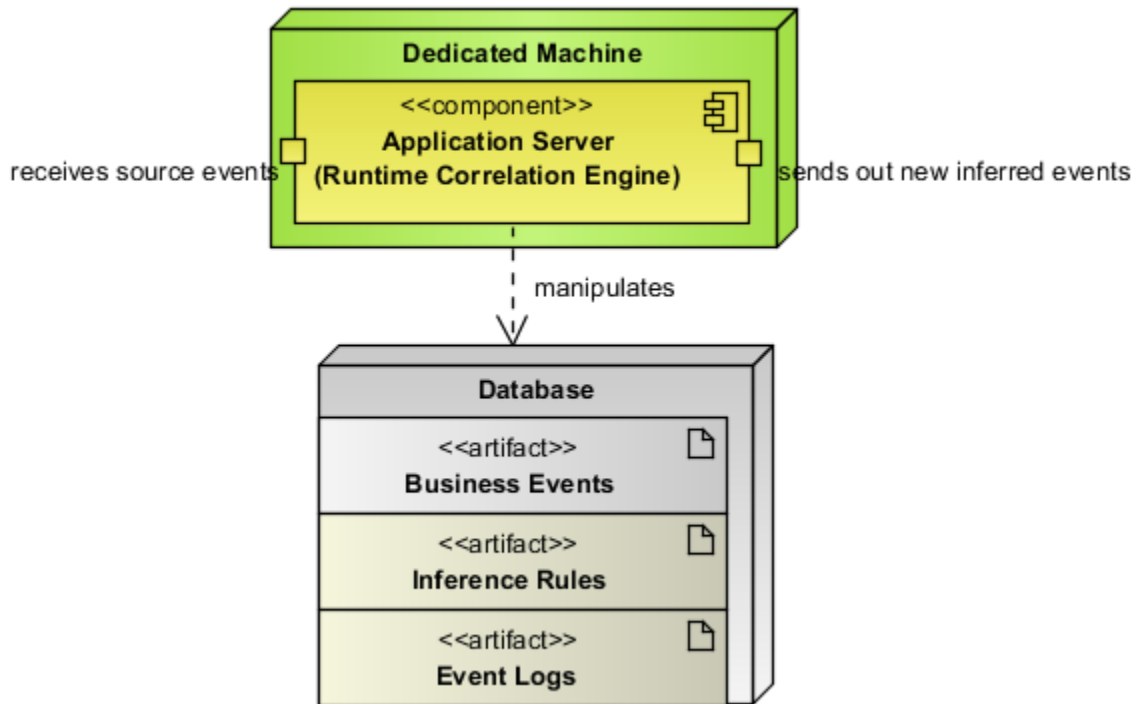 Dedicated Machine
<<component>>
Application Server
(Runtime Correlation Engine)
receives source events
sends out new inferred events
manipulates
Database
<<artifact>>
Business Events
<<artifact>>
Inference Rules
<<artifact>>
Event Logs